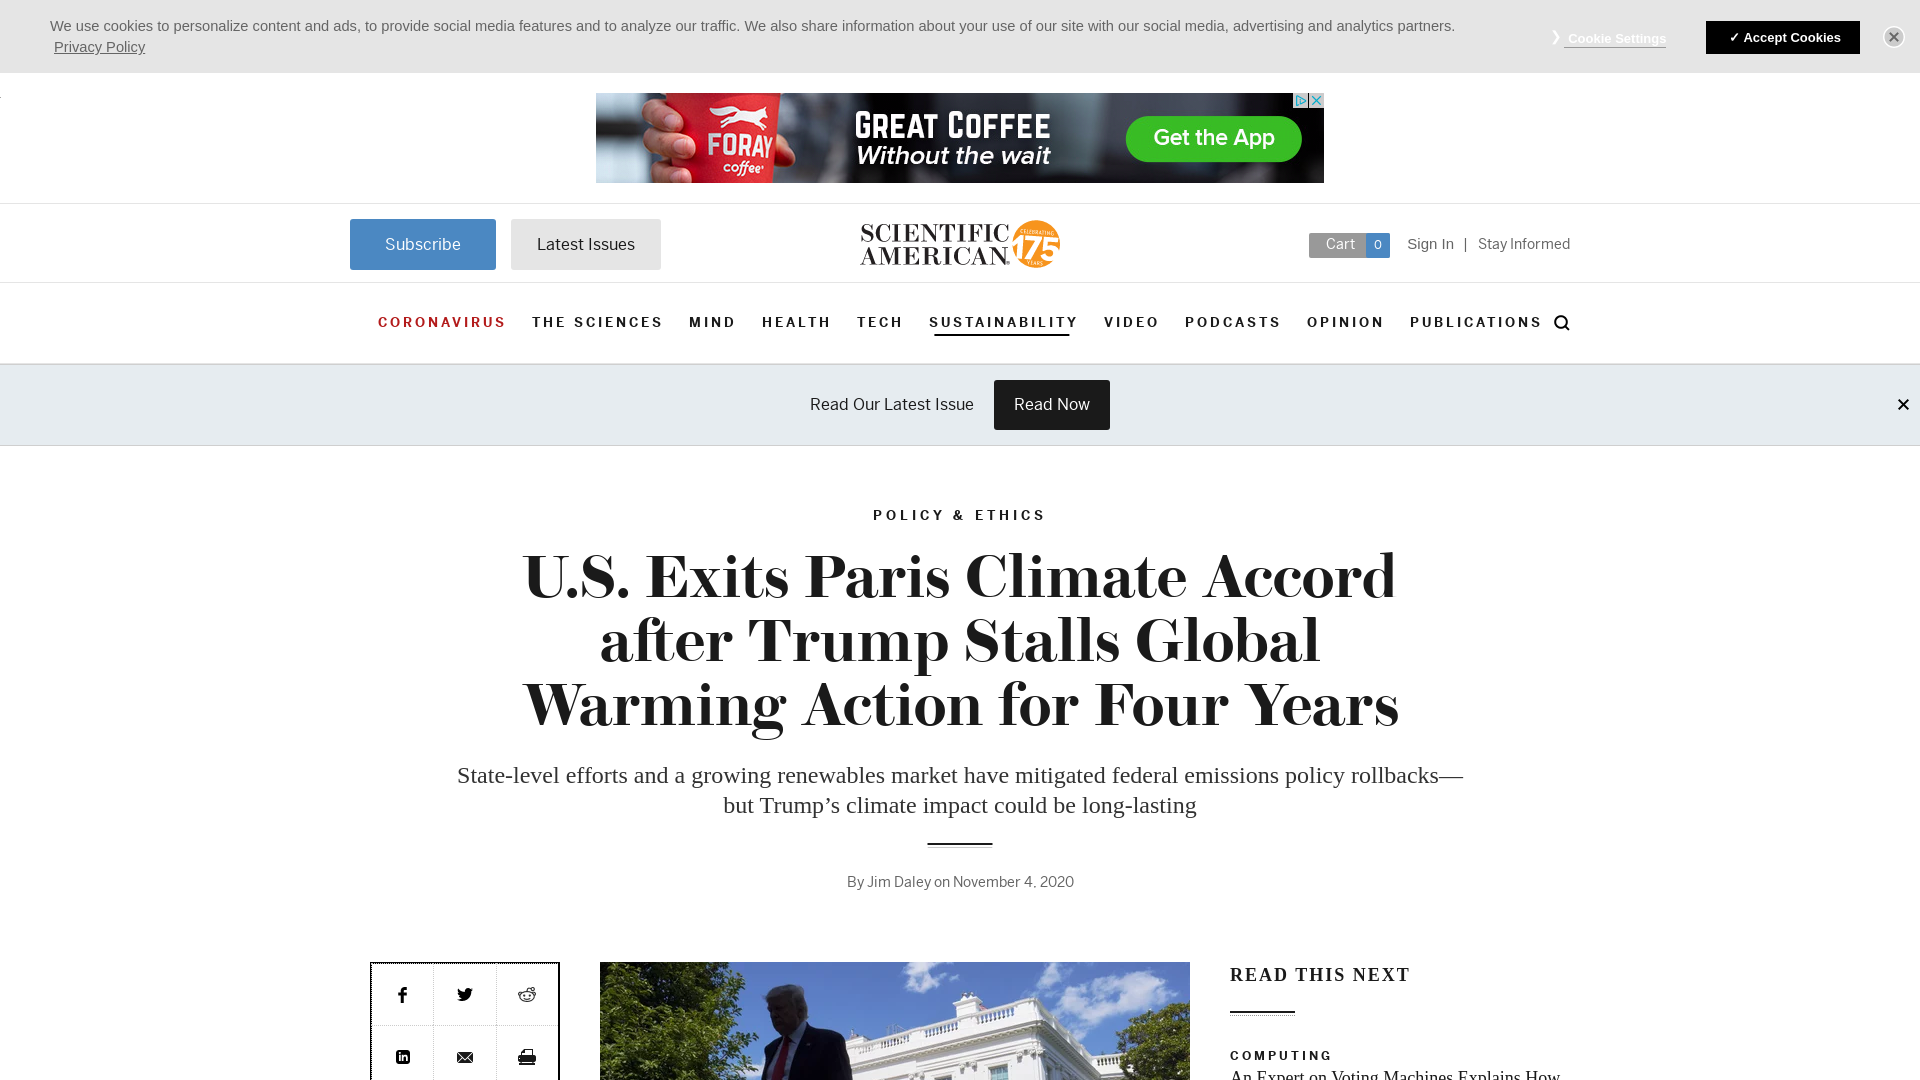 We use cookies to personalize content and ads, to provide social media features and to analyze our traffic. We also share information about your use of our site with our social media, advertising and analytics partners.
Privacy Policy
❯ Cookie Settings
✓ Accept Cookies
FORAY
coffee
GREAT COFFEE
Without the wait
Get the App
Subscribe
Latest Issues
SCIENTIFIC
AMERICAN
CELEBRATING
175
YEARS
Cart 0
Sign In | Stay Informed
CORONAVIRUS THE SCIENCES MIND HEALTH TECH SUSTAINABILITY VIDEO PODCASTS OPINION PUBLICATIONS
Read Our Latest Issue
Read Now
POLICY & ETHICS
U.S. Exits Paris Climate Accord
after Trump Stalls Global
Warming Action for Four Years
State-level efforts and a growing renewables market have mitigated federal emissions policy rollbacks—
but Trump’s climate impact could be long-lasting
By Jim Daley on November 4, 2020
READ THIS NEXT
COMPUTING
An Expert on Voting Machines Explains How